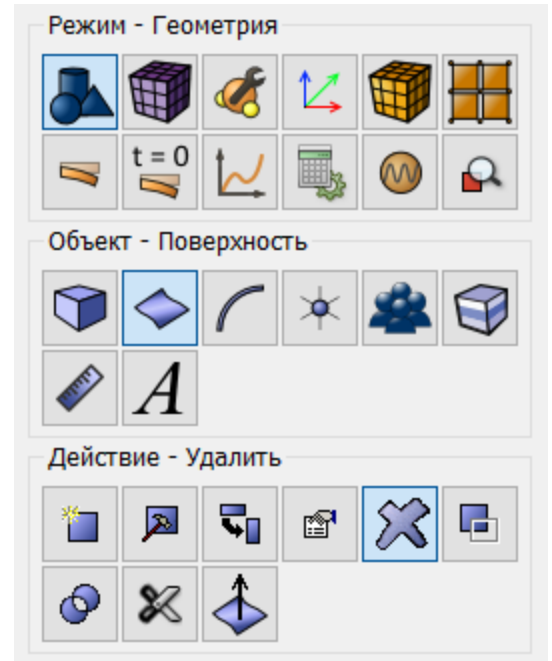 Режим - Геометрия
t = 0
Объект - Поверхность
A
Действие - Удалить